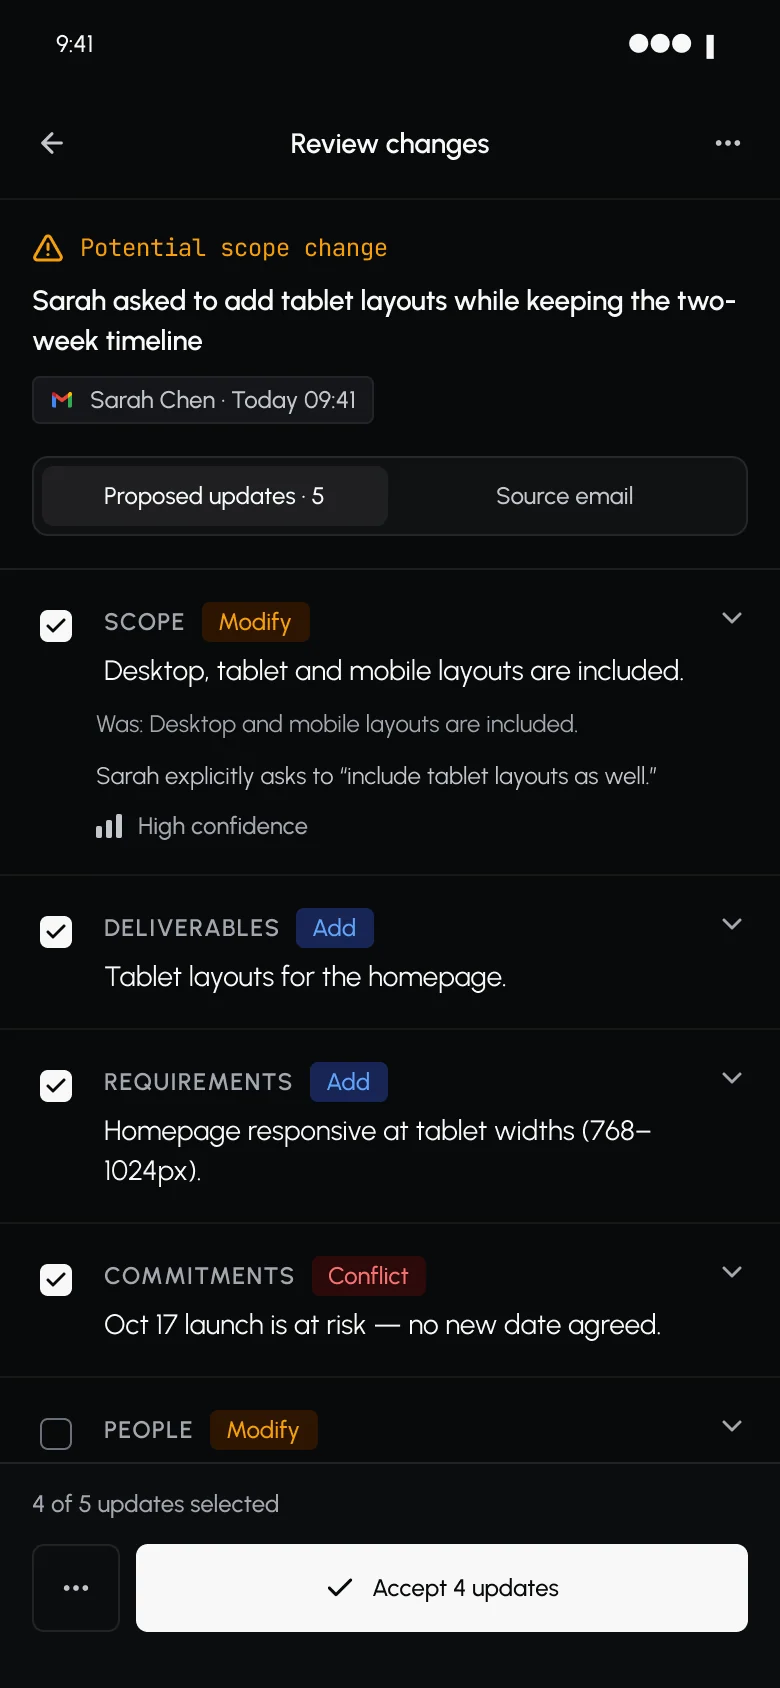 9:41
Review changes
Potential scope change
Sarah asked to add tablet layouts while keeping the two-
week timeline
Sarah Chen · Today 09:41
Proposed updates · 5
Source email
SCOPE Modify
Desktop, tablet and mobile layouts are included.
Was: Desktop and mobile layouts are included.
Sarah explicitly asks to “include tablet layouts as well.”
High confidence
DELIVERABLES Add
Tablet layouts for the homepage.
REQUIREMENTS Add
Homepage responsive at tablet widths (768–
1024px).
COMMITMENTS Conflict
Oct 17 launch is at risk — no new date agreed.
PEOPLE Modify
4 of 5 updates selected
Accept 4 updates